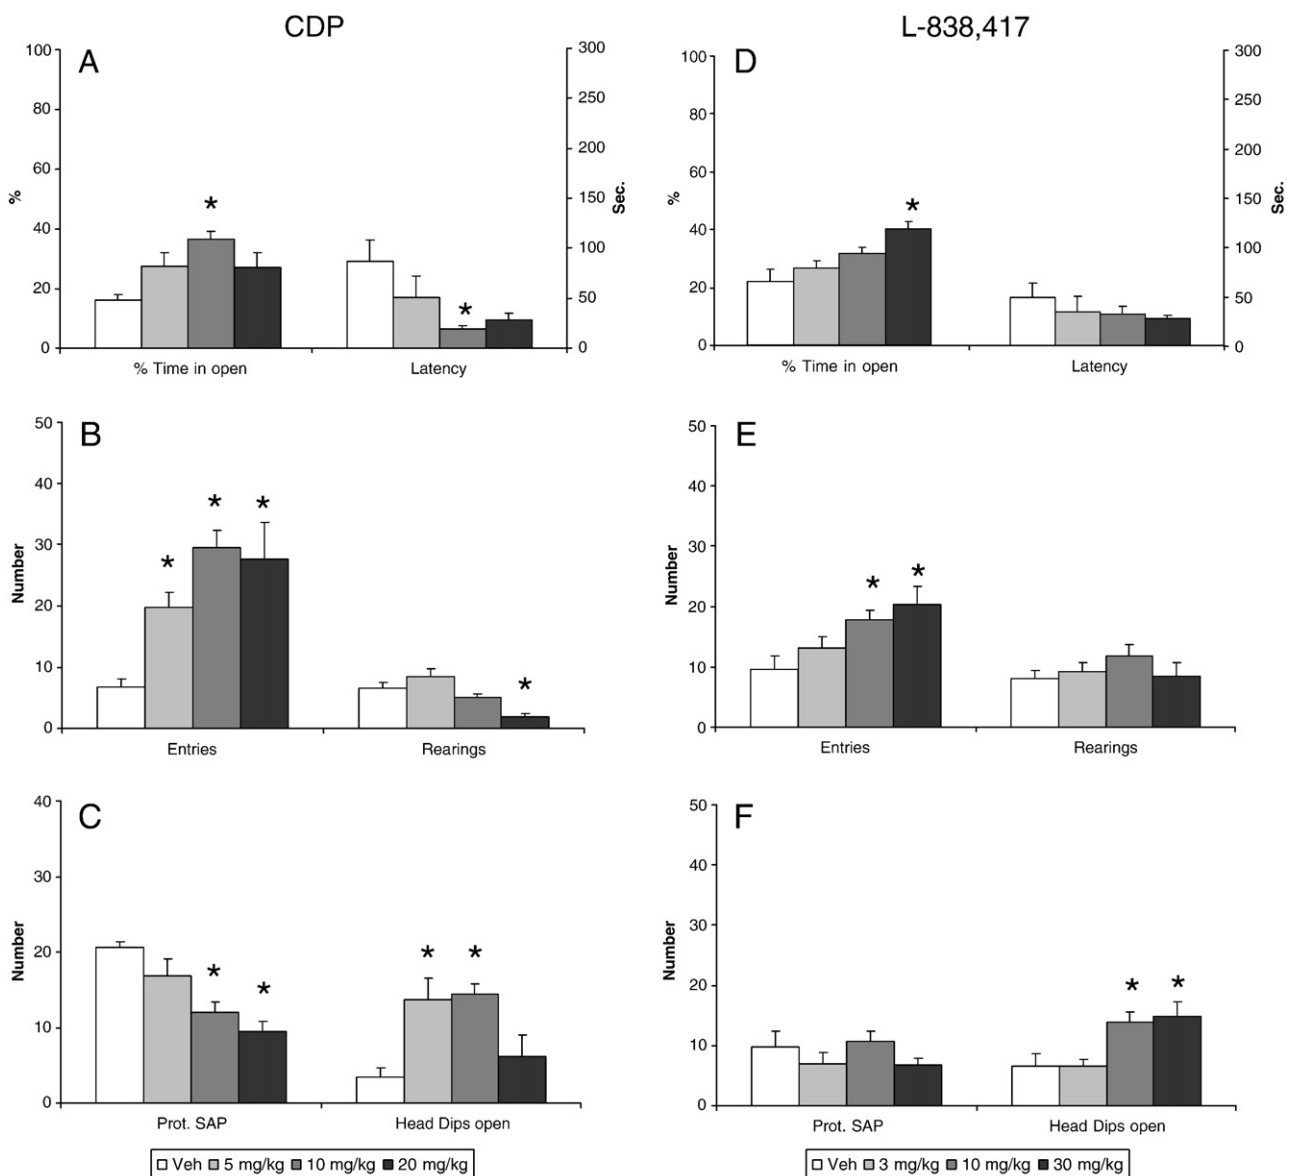 CDP
L-838,417
A
100
80
60
40
20
0
%
300
250
200
150
100
50
0
Sec.
*
*
% Time in open
Latency
D
100
80
60
40
20
0
%
300
250
200
150
100
50
0
Sec.
*
% Time in open
Latency
B
50
40
30
20
10
0
Number
*
*
*
*
Entries
Rearings
E
50
40
30
20
10
0
Number
*
*
Entries
Rearings
C
40
30
20
10
0
Number
*
*
*
*
Prot. SAP
Head Dips open
Veh 5 mg/kg 10 mg/kg 20 mg/kg
F
50
40
30
20
10
0
Number
*
*
Prot. SAP
Head Dips open
Veh 3 mg/kg 10 mg/kg 30 mg/kg